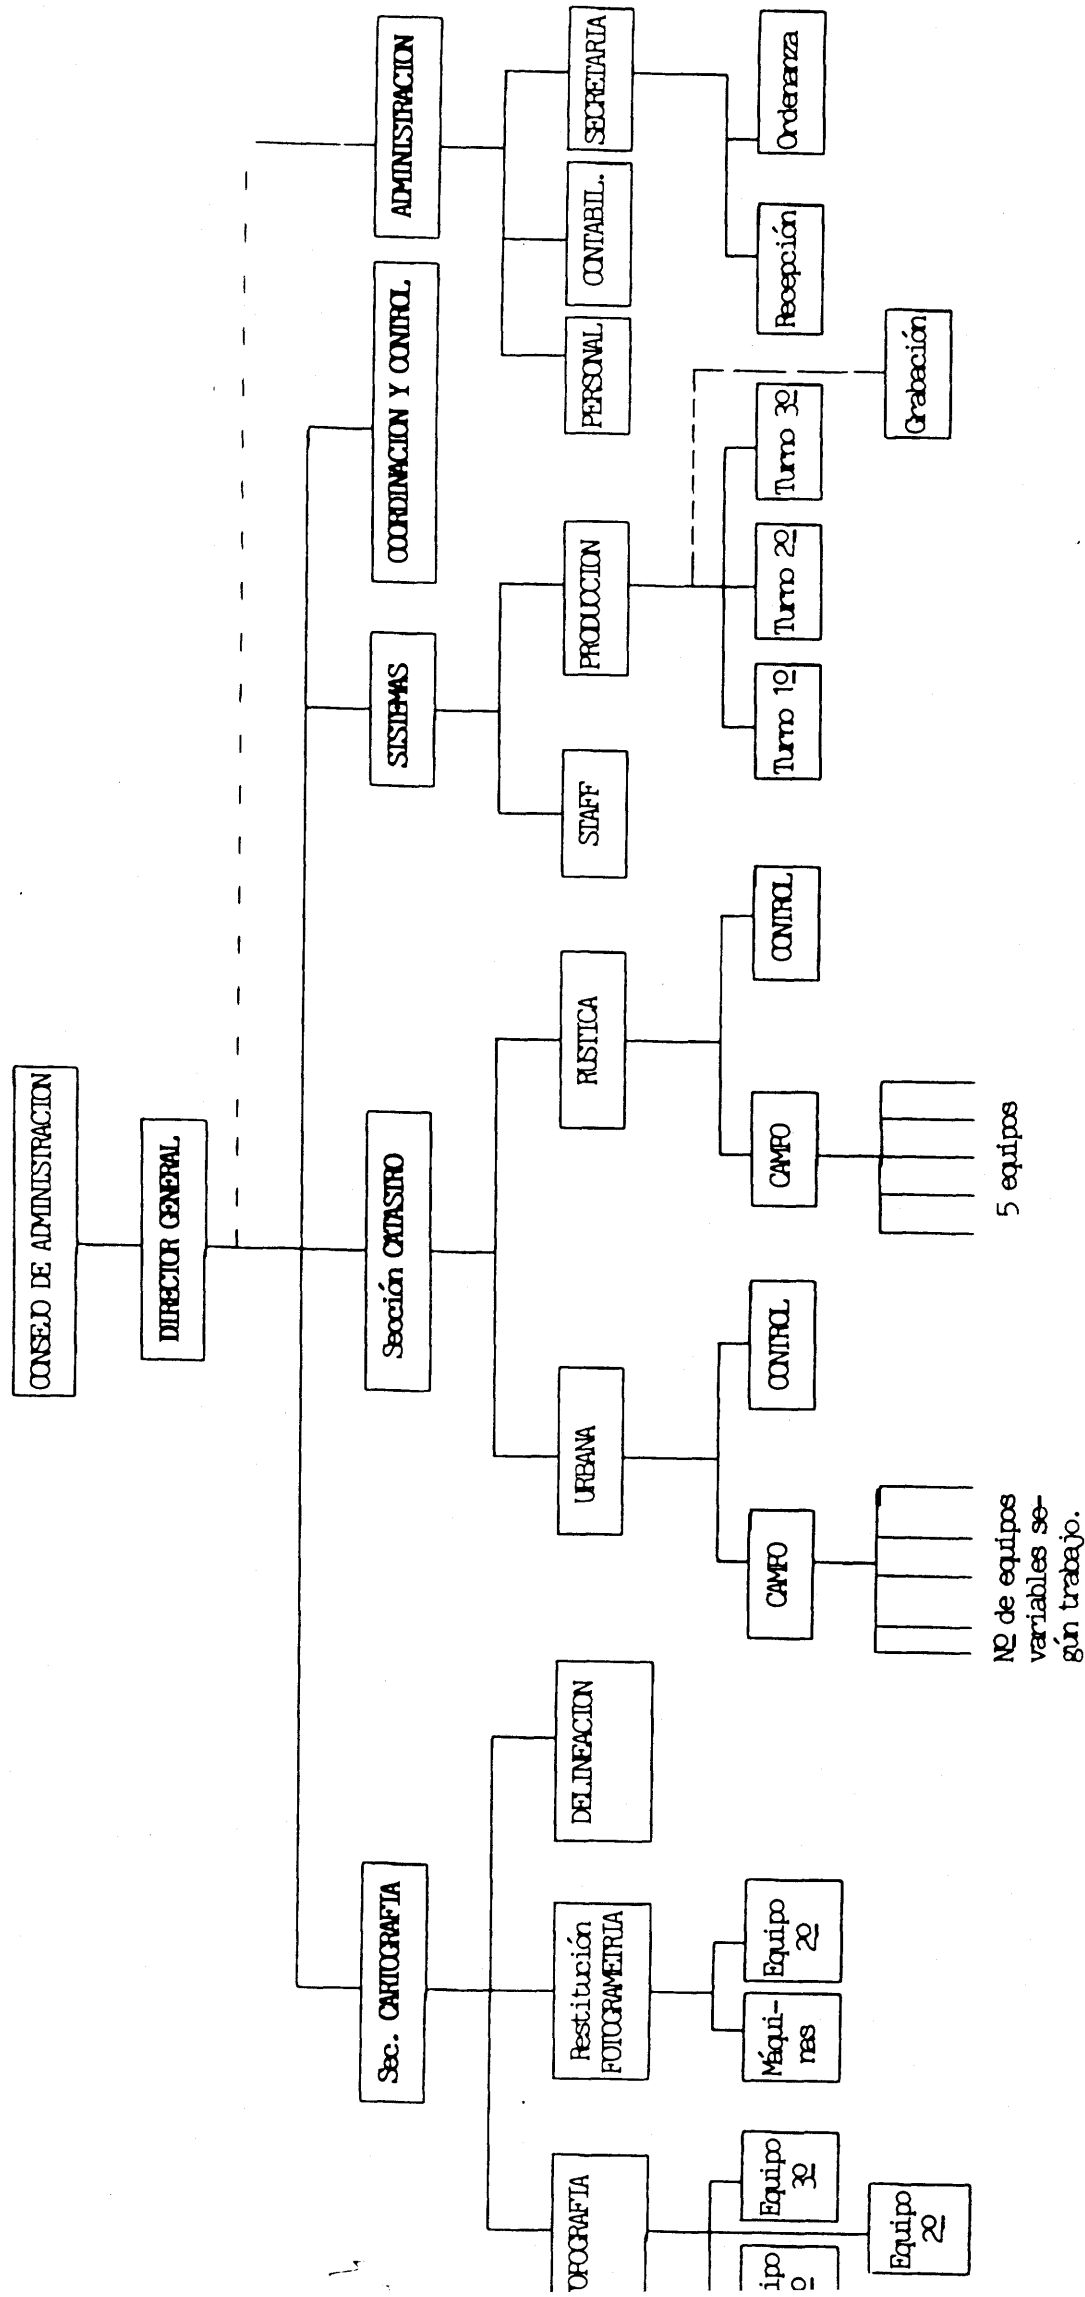 CONSEJO DE ADMINISTRACION
DIRECTOR GENERAL
Sec. CARTOGRAFIA
Sección CATASTRO
SISTEMAS
COORDINACION Y CONTROL
ADMINISTRACION
TOPOGRAFIA
Restitución
FOTOGRAMETRIA
DELINEACION
URBANA
RUSTICA
STAFF
PRODUCCION
PERSONAL
CONTABIL.
SECRETARIA
Equipo
3º
Máqui-
nas
Equipo
2º
CAMPO
CONTROL
CAMPO
CONTROL
Turno 1º
Turno 2º
Turno 3º
Recepción
Ordenanza
Equipo
2º
Grabación
Nº de equipos
variables se-
gún trabajo.
5 equipos